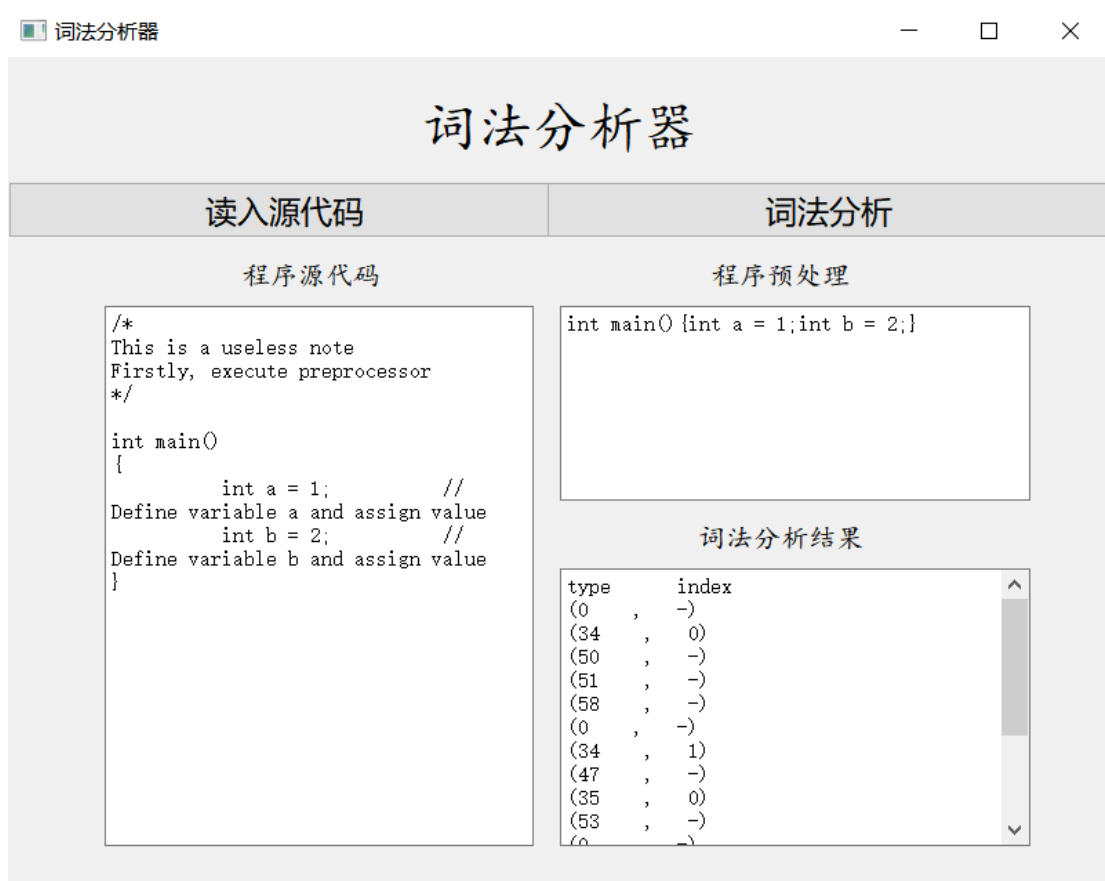 词法分析器
词法分析器
读入源代码
词法分析
程序源代码
/*
This is a useless note
Firstly, execute preprocessor
*/
int main()
{
int a = 1; //
Define variable a and assign value
int b = 2; //
Define variable b and assign value
}
程序预处理
int main(){int a = 1;int b = 2;}
词法分析结果
type index
(0 , -)
(34 , 0)
(50 , -)
(51 , -)
(58 , -)
(0 , -)
(34 , 1)
(47 , -)
(35 , 0)
(53 , -)